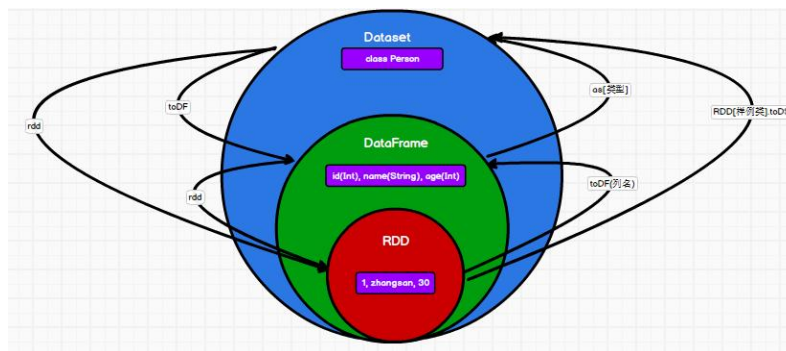 Dataset
class Person
toDF
as[类型]
rdd
RDD[样例类].toDS
DataFrame
id(Int), name(String), age(Int)
rdd
toDF(列名)
RDD
1, zhangsan, 30